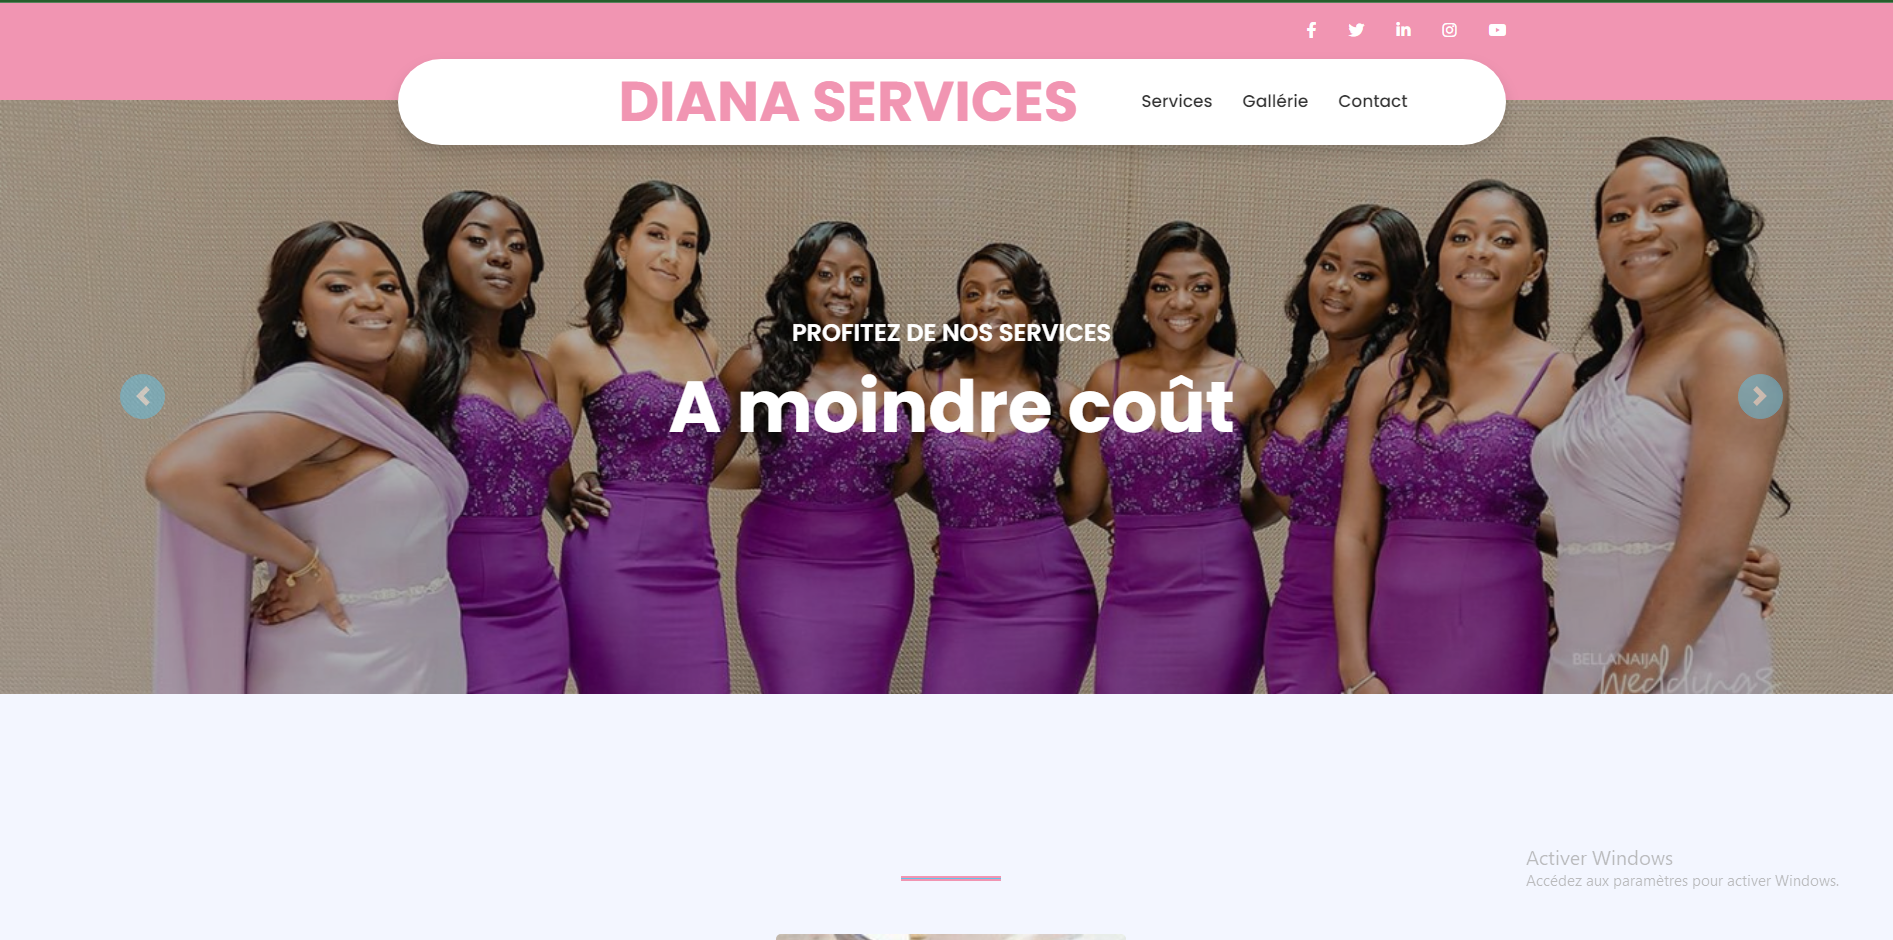 DIANA SERVICES
Services Gallérie Contact
PROFITEZ DE NOS SERVICES
A moindre coût
BELLANAIJA
Weddings
Activer Windows
Accédez aux paramètres pour activer Windows.